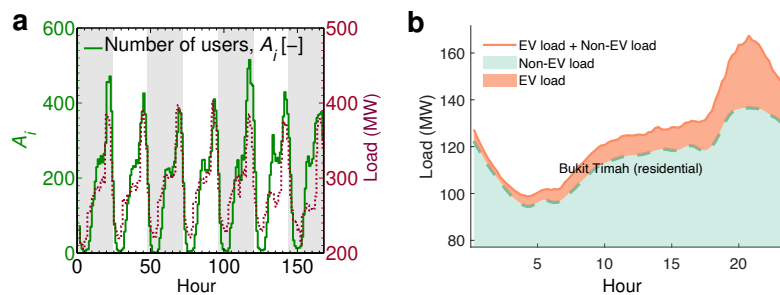 a
Number of users, A_i [-]
600
400
200
0
A_i
500
400
300
200
Load (MW)
0
50
100
150
Hour
b
EV load + Non-EV load
Non-EV load
EV load
160
140
120
100
80
Load (MW)
Bukit Timah (residential)
5
10
15
20
Hour